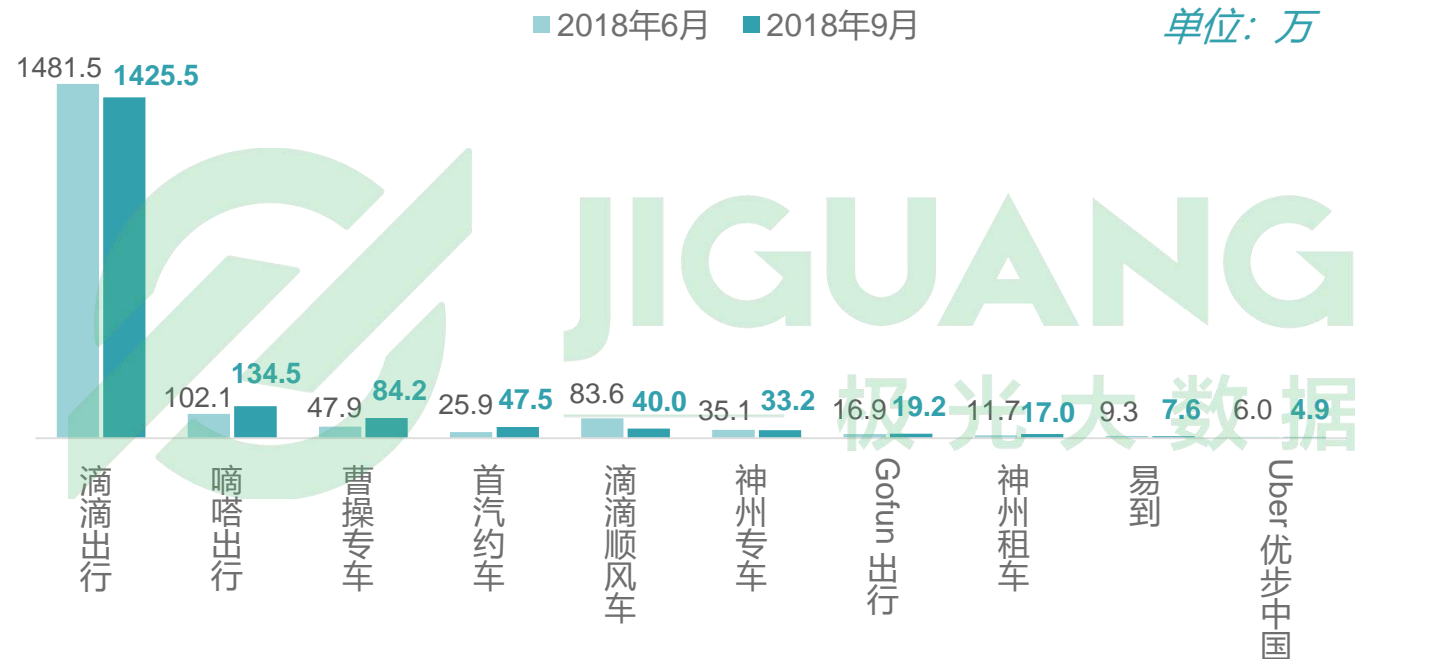 2018年6月 2018年9月
单位：万
1481.5 1425.5
102.1 134.5
47.9 84.2
25.9 47.5
83.6 40.0
35.1 33.2
16.9 19.2
11.7 17.0
9.3 7.6
6.0 4.9
JIGUANG
极光大数据
滴滴出行
嘀嗒出行
曹操专车
首汽约车
滴滴顺风车
神州专车
Gofun 出行
神州租车
易到
Uber 优步中国